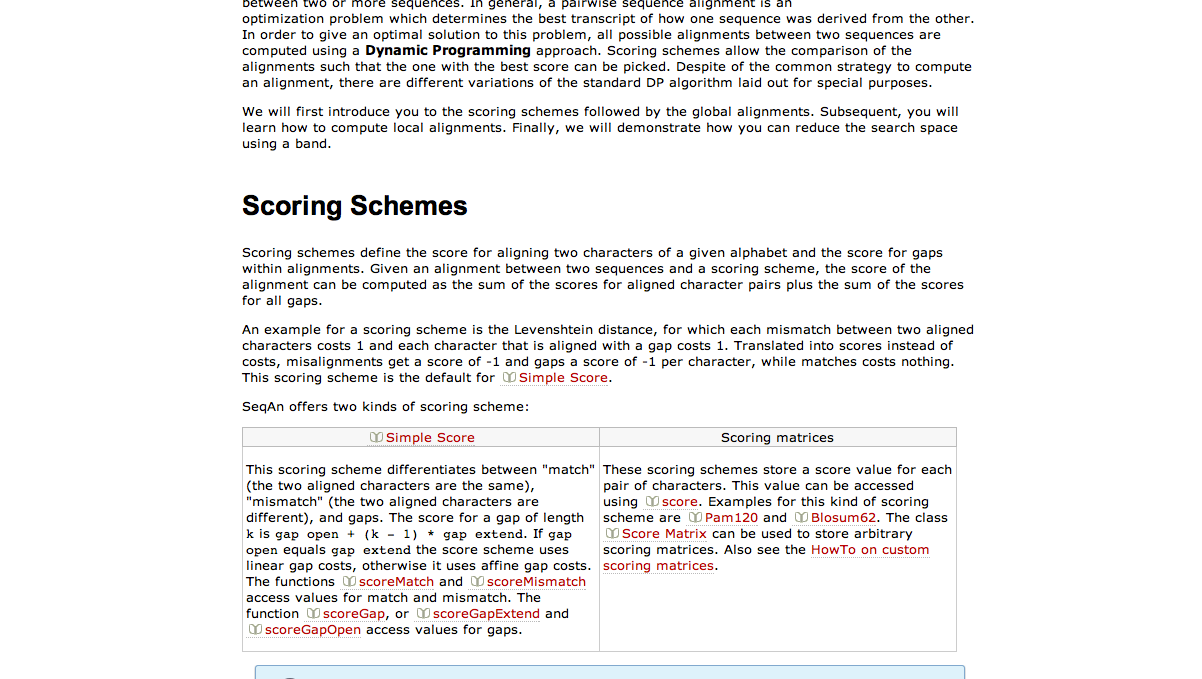 between two or more sequences. In general, a pairwise sequence alignment is an
optimization problem which determines the best transcript of how one sequence was derived from the other.
In order to give an optimal solution to this problem, all possible alignments between two sequences are
computed using a Dynamic Programming approach. Scoring schemes allow the comparison of the
alignments such that the one with the best score can be picked. Despite of the common strategy to compute
an alignment, there are different variations of the standard DP algorithm laid out for special purposes.
We will first introduce you to the scoring schemes followed by the global alignments. Subsequent, you will
learn how to compute local alignments. Finally, we will demonstrate how you can reduce the search space
using a band.
Scoring Schemes
Scoring schemes define the score for aligning two characters of a given alphabet and the score for gaps
within alignments. Given an alignment between two sequences and a scoring scheme, the score of the
alignment can be computed as the sum of the scores for aligned character pairs plus the sum of the scores
for all gaps.
An example for a scoring scheme is the Levenshtein distance, for which each mismatch between two aligned
characters costs 1 and each character that is aligned with a gap costs 1. Translated into scores instead of
costs, misalignments get a score of -1 and gaps a score of -1 per character, while matches costs nothing.
This scoring scheme is the default for Simple Score.
SeqAn offers two kinds of scoring scheme:
Simple Score
This scoring scheme differentiates between "match"
(the two aligned characters are the same),
"mismatch" (the two aligned characters are
different), and gaps. The score for a gap of length
k is gap open + (k - 1) * gap extend. If gap
open equals gap extend the score scheme uses
linear gap costs, otherwise it uses affine gap costs.
The functions scoreMatch and scoreMismatch
access values for match and mismatch. The
function scoreGap, or scoreGapExtend and
scoreGapOpen access values for gaps.
Scoring matrices
These scoring schemes store a score value for each
pair of characters. This value can be accessed
using score. Examples for this kind of scoring
scheme are Pam120 and Blosum62. The class
Score Matrix can be used to store arbitrary
scoring matrices. Also see the HowTo on custom
scoring matrices.